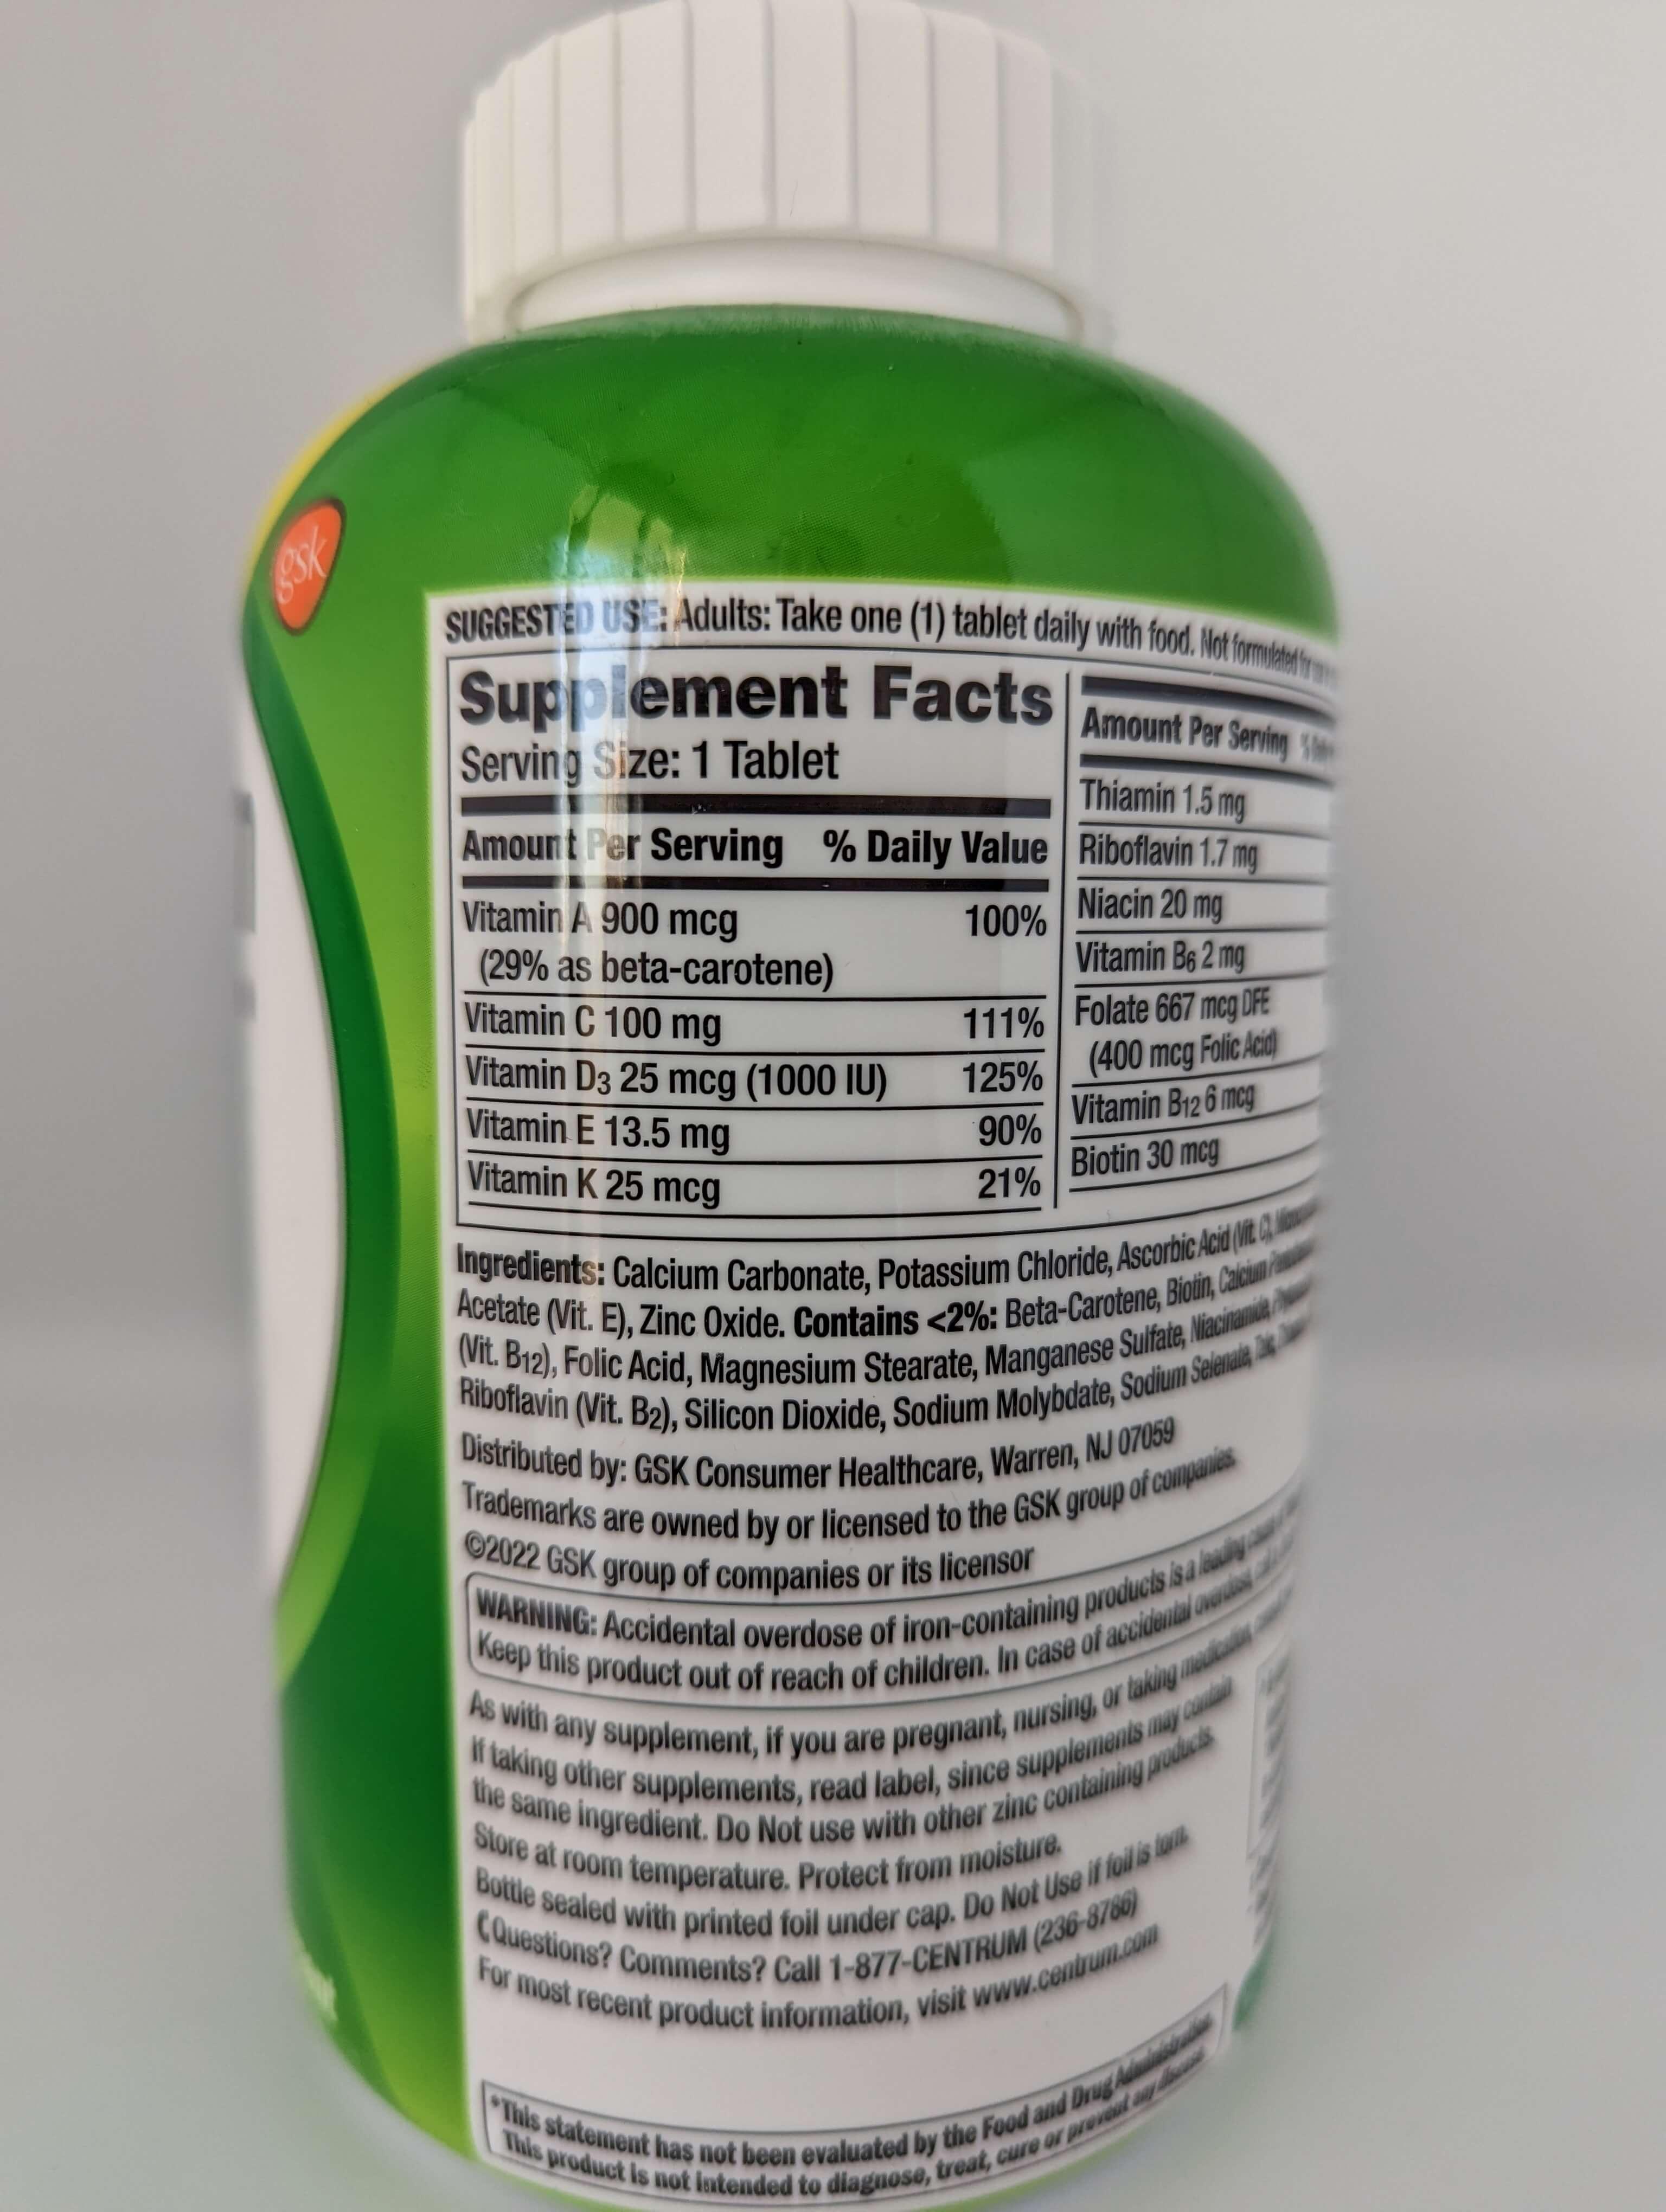 gsk
SUGGESTED USE: Adults: Take one (1) tablet daily with food. Not formulated for
Supplement Facts
Serving Size: 1 Tablet
Amount Per Serving % Daily Value
Vitamin A 900 mcg 100%
(29% as beta-carotene)
Vitamin C 100 mg 111%
Vitamin D3 25 mcg (1000 IU) 125%
Vitamin E 13.5 mg 90%
Vitamin K 25 mcg 21%
Amount Per Serving
Thiamin 1.5 mg
Riboflavin 1.7 mg
Niacin 20 mg
Vitamin B6 2 mg
Folate 667 mcg DFE
(400 mcg Folic Acid)
Vitamin B12 6 mcg
Biotin 30 mcg
Ingredients: Calcium Carbonate, Potassium Chloride, Ascorbic Acid (Vit. C),
Acetate (Vit. E), Zinc Oxide. Contains <2%: Beta-Carotene, Biotin, Calcium
(Vit. B12), Folic Acid, Magnesium Stearate, Manganese Sulfate, Niacinamide,
Riboflavin (Vit. B2), Silicon Dioxide, Sodium Molybdate, Sodium Selenate, Talc,
Distributed by: GSK Consumer Healthcare, Warren, NJ 07059
Trademarks are owned by or licensed to the GSK group of companies.
©2022 GSK group of companies or its licensor
WARNING: Accidental overdose of iron-containing products is a leading
Keep this product out of reach of children. In case of accidental overdose,
As with any supplement, if you are pregnant, nursing, or taking medication,
If taking other supplements, read label, since supplements may contain
the same ingredient. Do Not use with other zinc containing products.
Store at room temperature. Protect from moisture.
Bottle sealed with printed foil under cap. Do Not Use if foil is torn.
Questions? Comments? Call 1-877-CENTRUM (236-8786)
For most recent product information, visit www.centrum.com
*This statement has not been evaluated by the Food and Drug Administration.
This product is not intended to diagnose, treat, cure or prevent any disease.